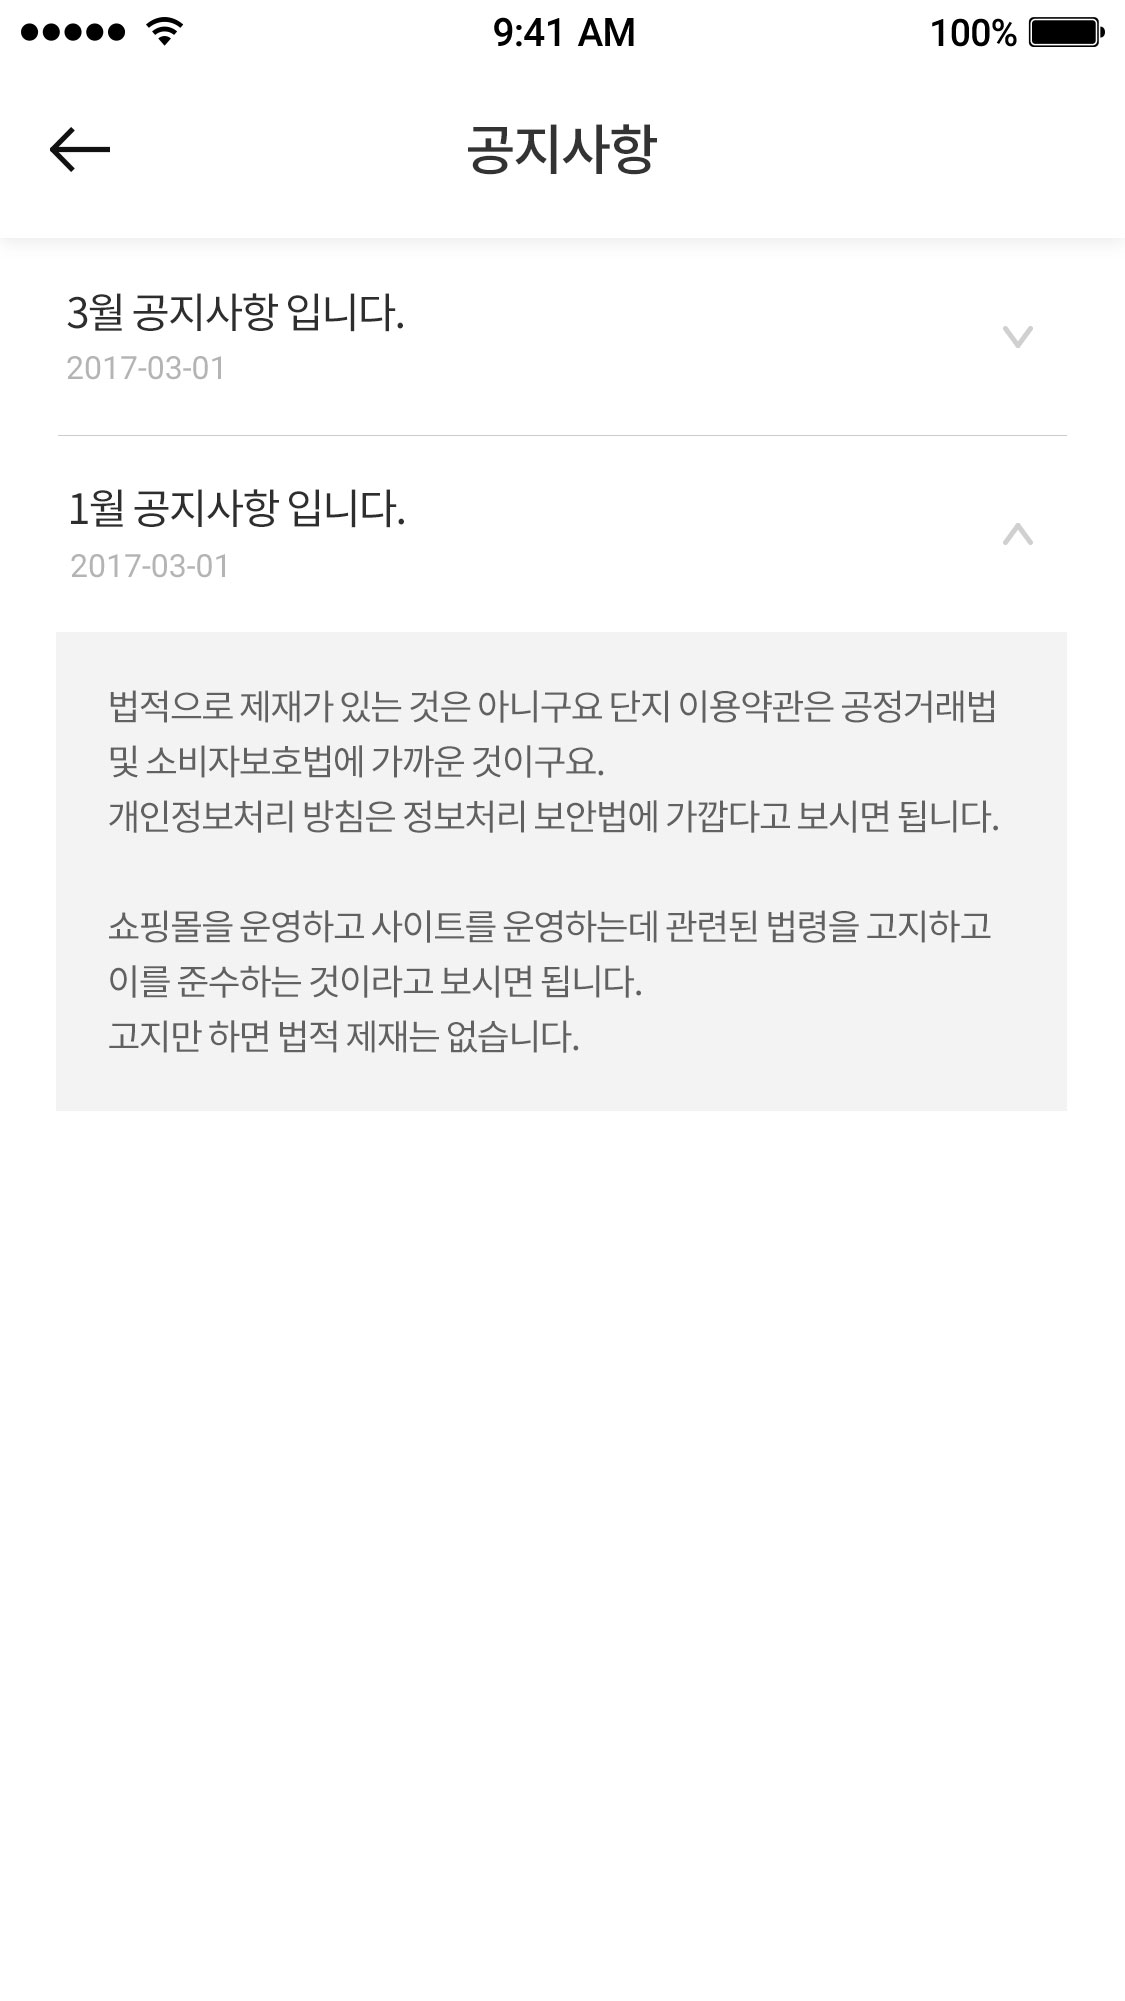 9:41 AM
100%
공지사항
3월 공지사항 입니다.
2017-03-01
1월 공지사항 입니다.
2017-03-01
법적으로 제재가 있는 것은 아니구요 단지 이용약관은 공정거래법
및 소비자보호법에 가까운 것이구요.
개인정보처리 방침은 정보처리 보안법에 가깝다고 보시면 됩니다.
쇼핑몰을 운영하고 사이트를 운영하는데 관련된 법령을 고지하고
이를 준수하는 것이라고 보시면 됩니다.
고지만 하면 법적 제재는 없습니다.